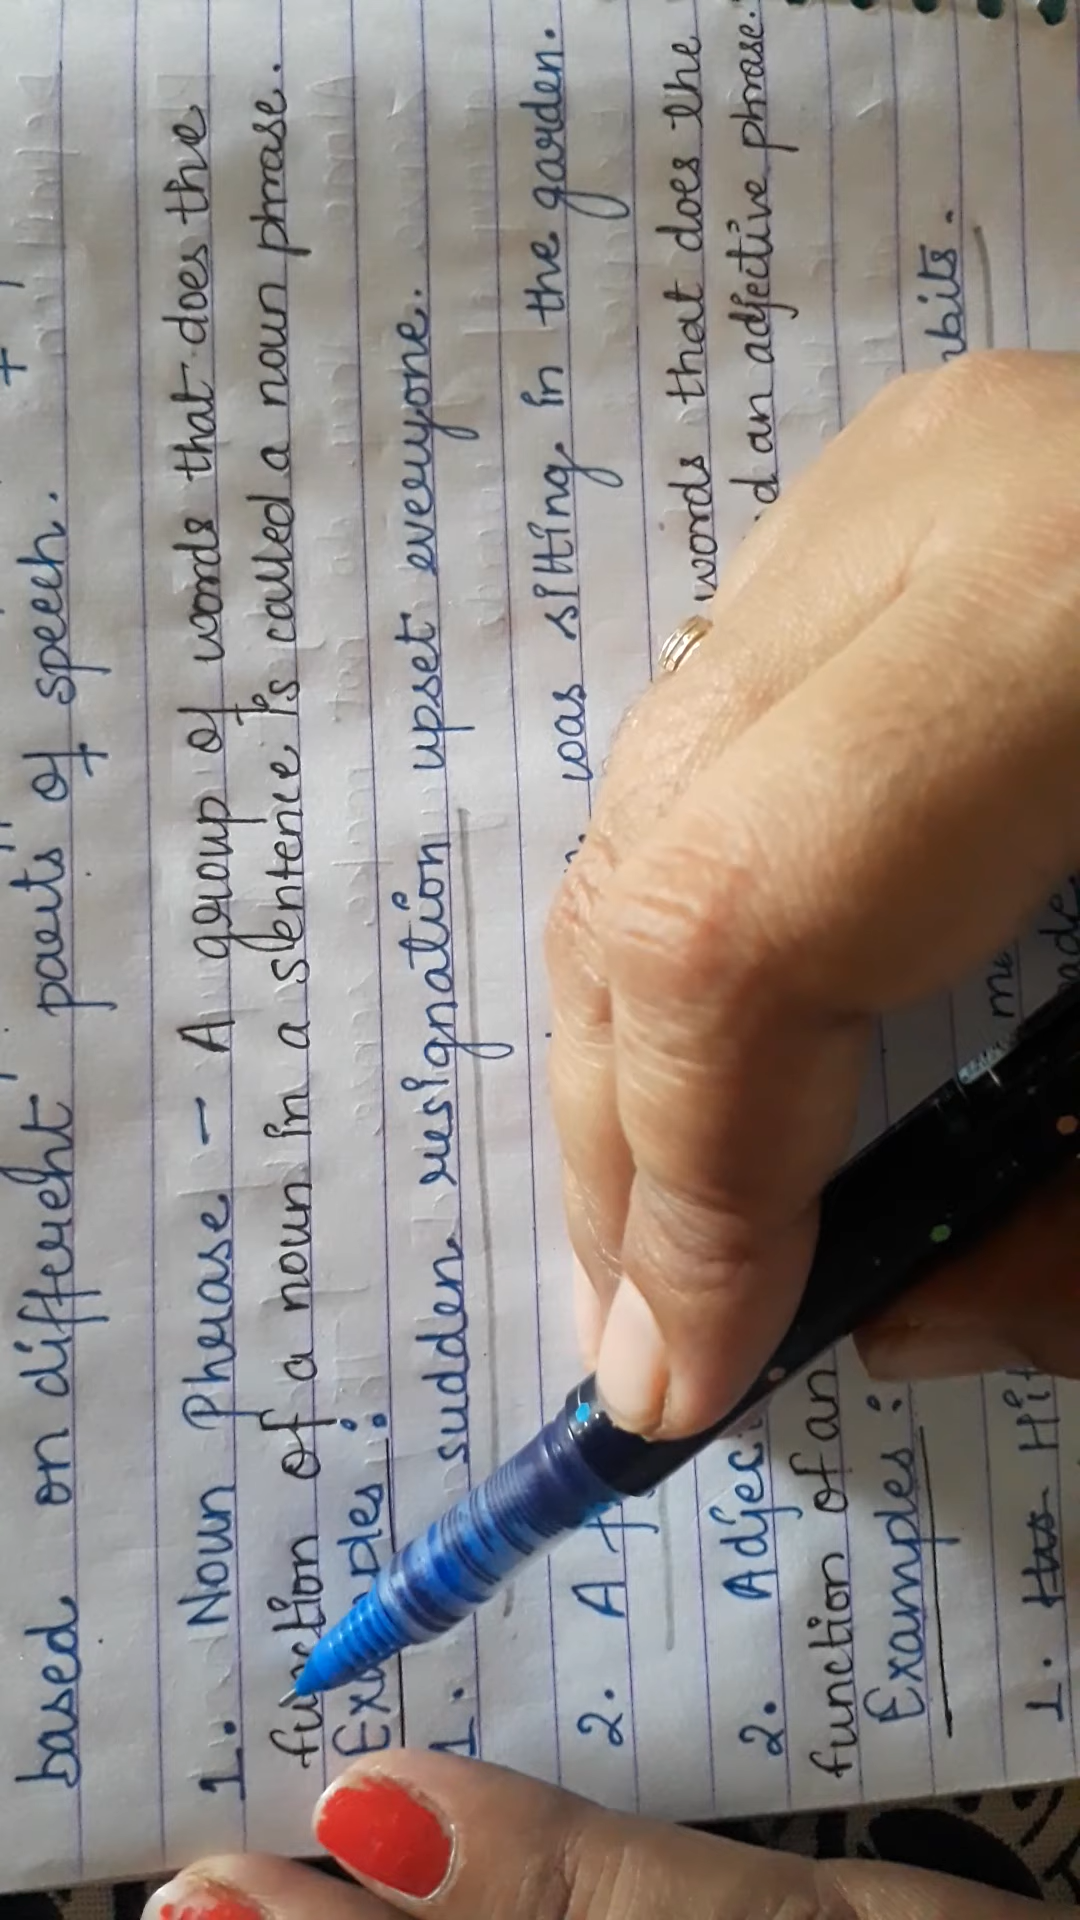 based on different parts of speech.
1. Noun Phrase - A group of words that does the
function of a noun in a sentence is called a noun phrase.
Examples:
1. sudden resignation upset everyone.
2. A was sitting in the garden.
2. words that does the
function of an an adjective phrase.
Examples:
1.